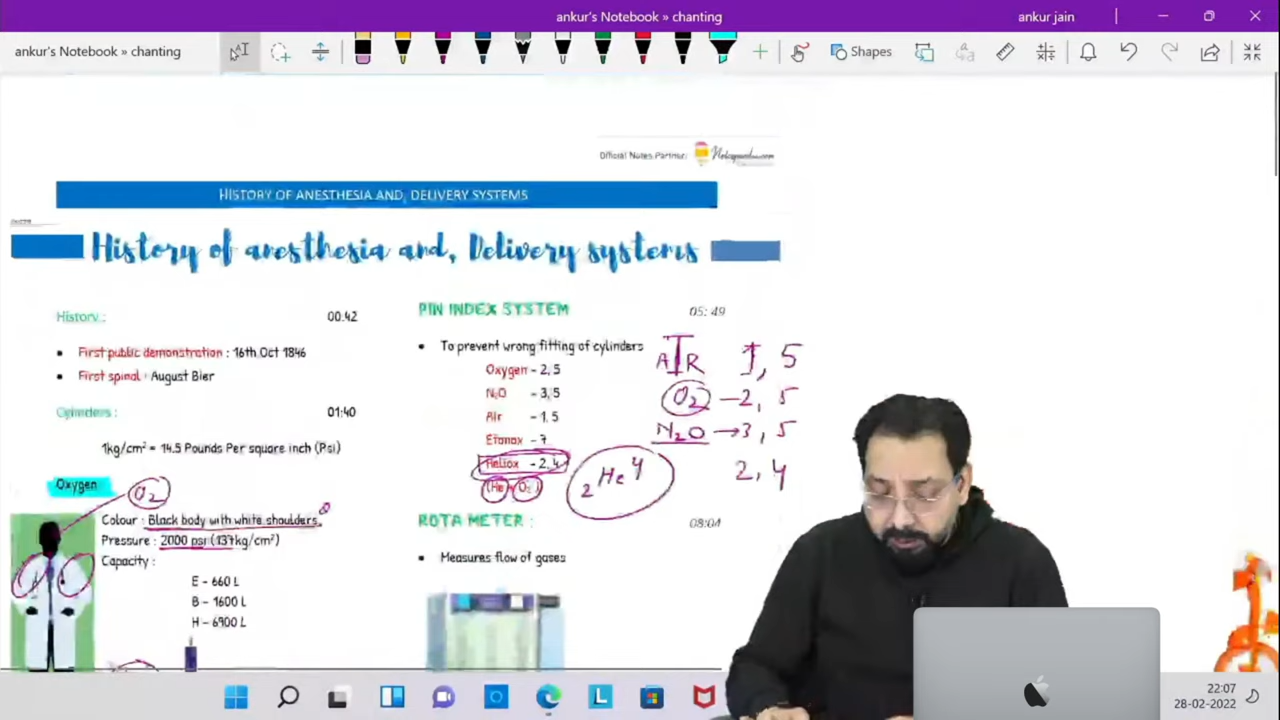 ankur's Notebook » chanting
ankur jain
ankur's Notebook » chanting
Shapes
Official Notes Partner:
HISTORY OF ANESTHESIA AND, DELIVERY SYSTEMS
History of anesthesia and, Delivery systems
History : 00.42
First public demonstration : 16th Oct 1846
First spinal : August Bier
Cylinders : 01:40
1kg/cm² = 14.5 Pounds Per square inch (Psi)
Oxygen
O2
Colour : Black body with white shoulders.
Pressure : 2000 psi (137kg/cm²)
Capacity :
E - 660 L
B - 1600 L
H - 6900 L
PIN INDEX SYSTEM 05:49
To prevent wrong fitting of cylinders
Oxygen - 2, 5
N2O - 3, 5
Air - 1, 5
Etonox - 7
Heliox - 2, 4
(He + O2)
AIR 1, 5
O2 - 2, 5
N2O → 3, 5
2 He 4 2, 4
ROTA METER : 08:04
Measures flow of gases
22:07
28-02-2022